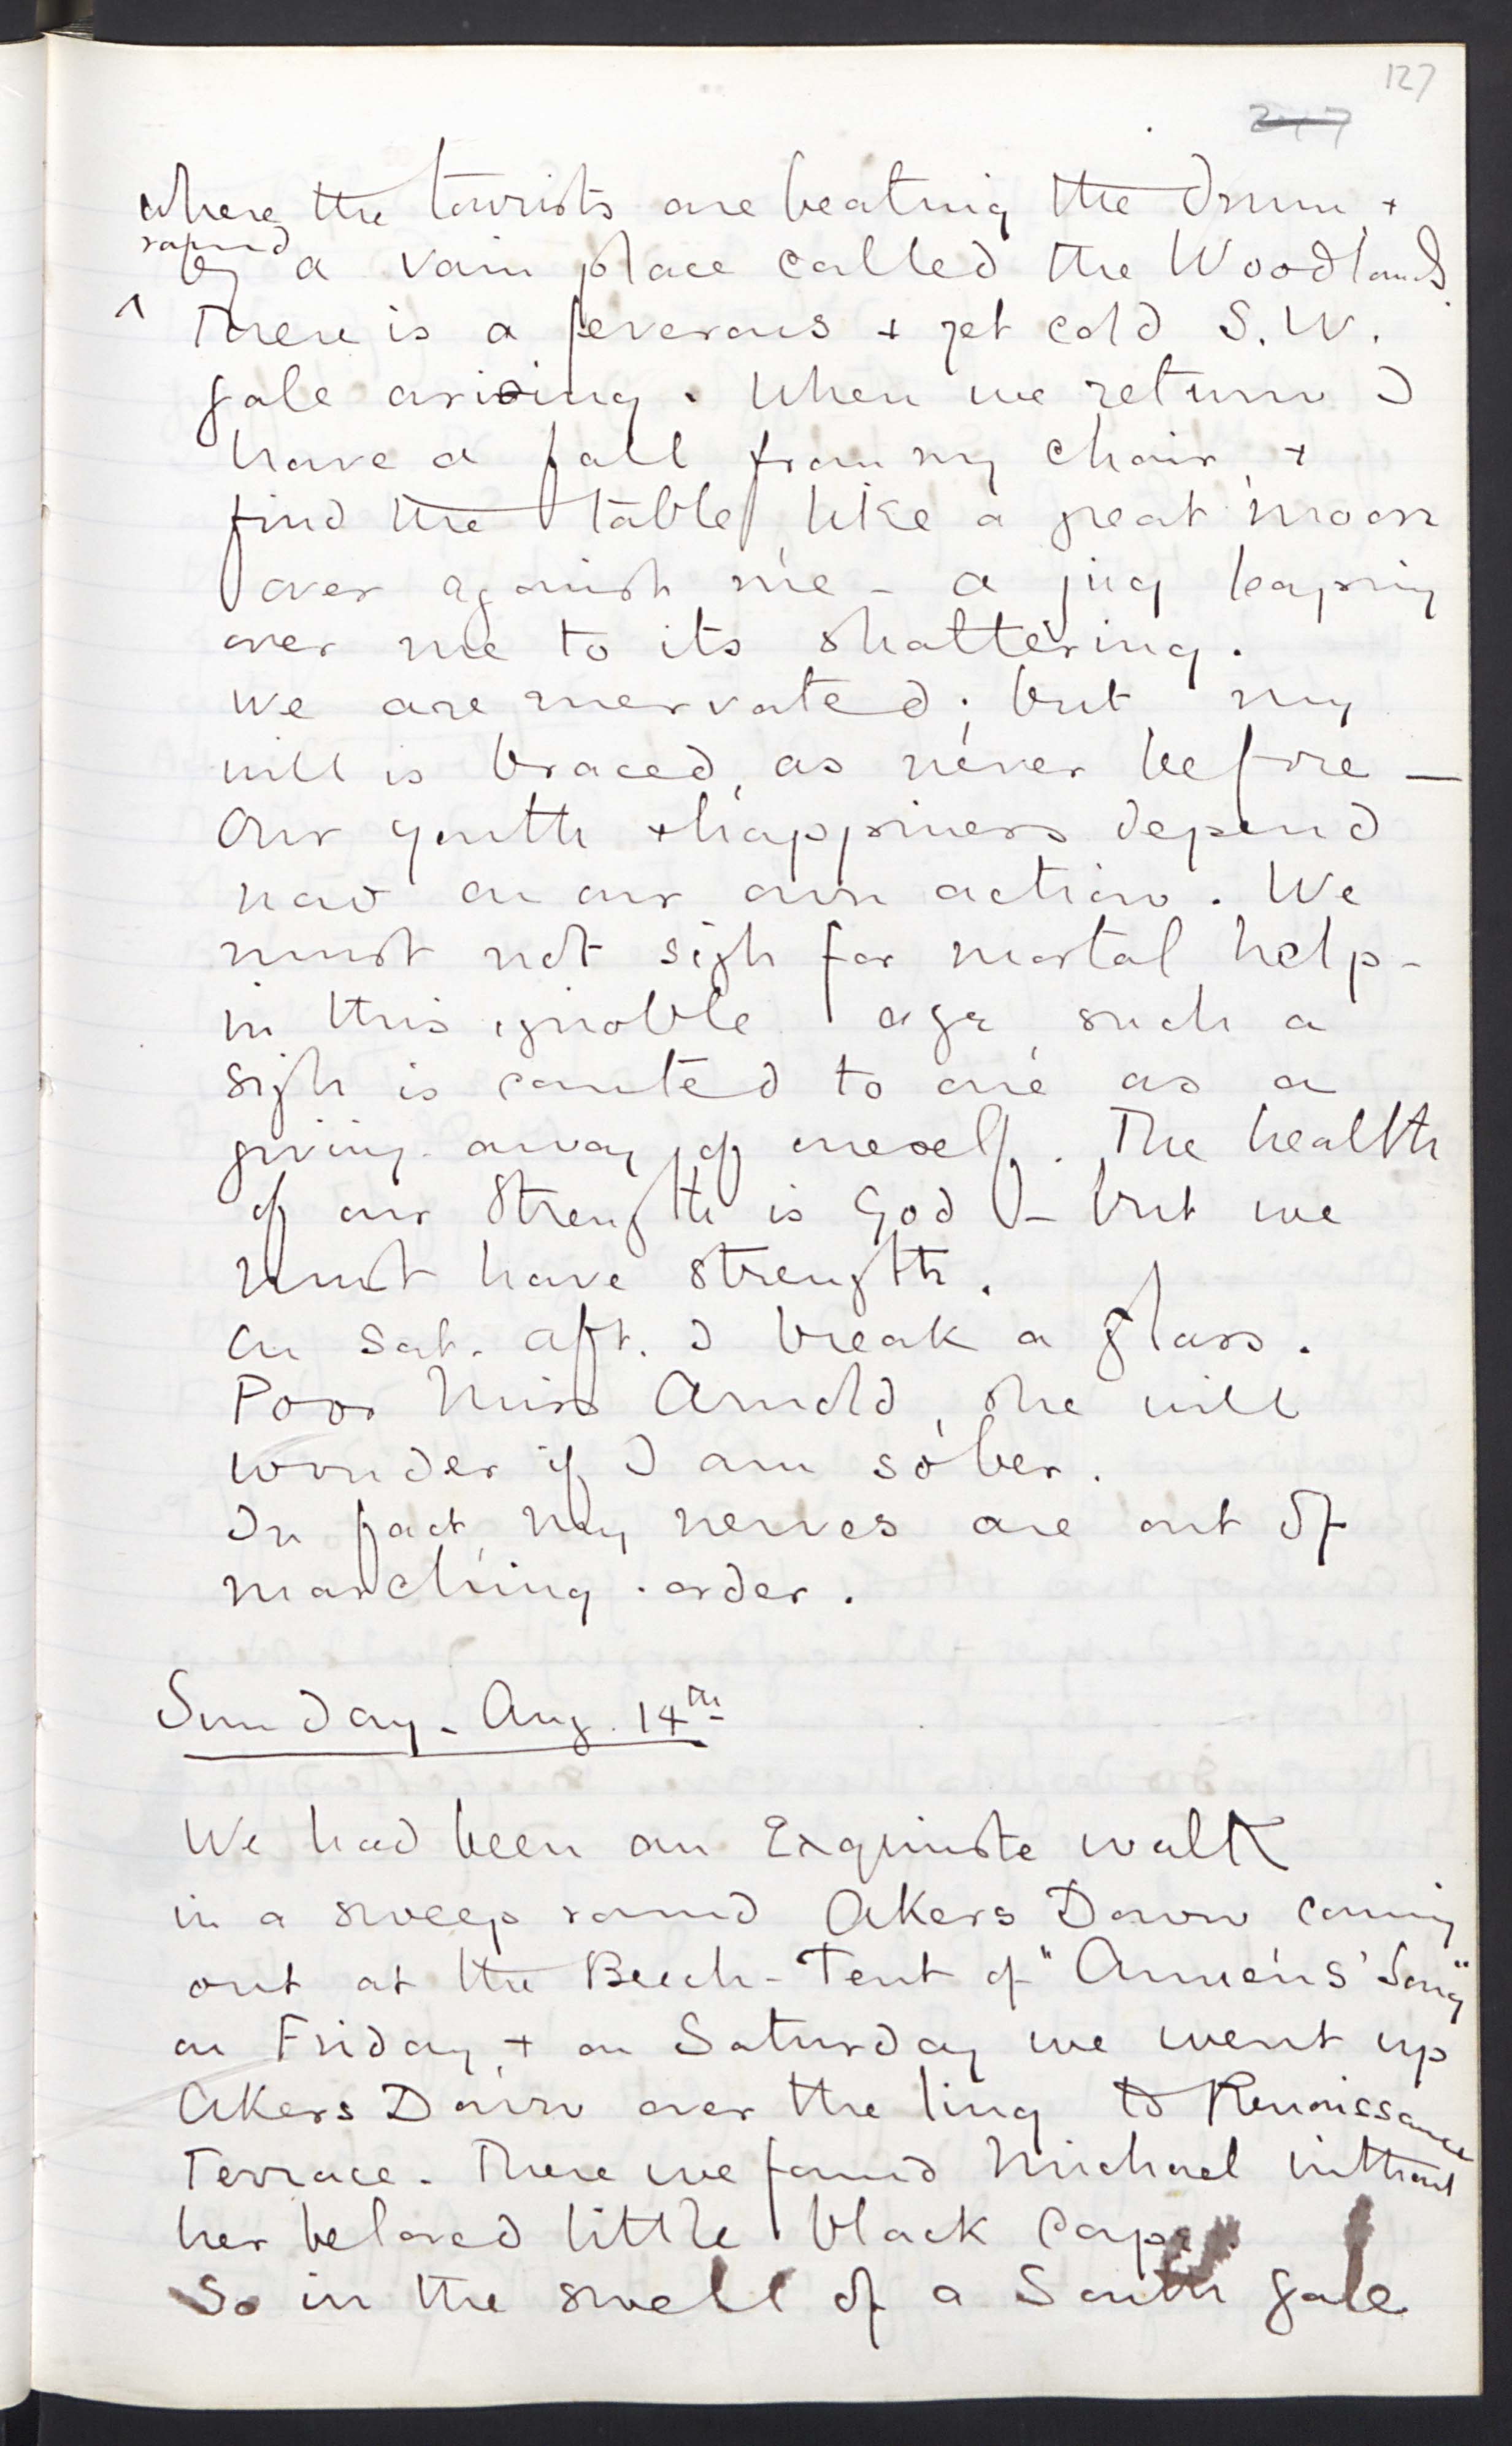 127
247
where the tourists are beating the drum, +
round
by a vain place called the Woodlands.
^ There is a feverous + yet cold S.W.
gale arising. When we return I
have a fall from my chair, +
find the table like a great moon
over against me - a jug leaping
over me to its shattering.
We are enervated; but my
will is braced, as never before —
Our youth + happiness depend
now on our own action. We
must not sigh for mortal help -
in this ignoble age, such a
sigh is counted to one as a
giving away of oneself. The health
of our strength is God - but we
must have strength.
On Sat. aft. I break a glass.
Poor Miss Arnold, she will
wonder if I am sober.
In fact, my nerves are out of
marching-order.
Sunday - Aug. 14th
We had been an Exquisite walk
in a sweep round Akers Down coming
out at the Beech-Tent of "Amiens' Song"
on Friday, + on Saturday we went up
Akers Down over the ling to Renaissance
Terrace. There we found Michael without
her beloved little black cape.
So in the swell of a South gale